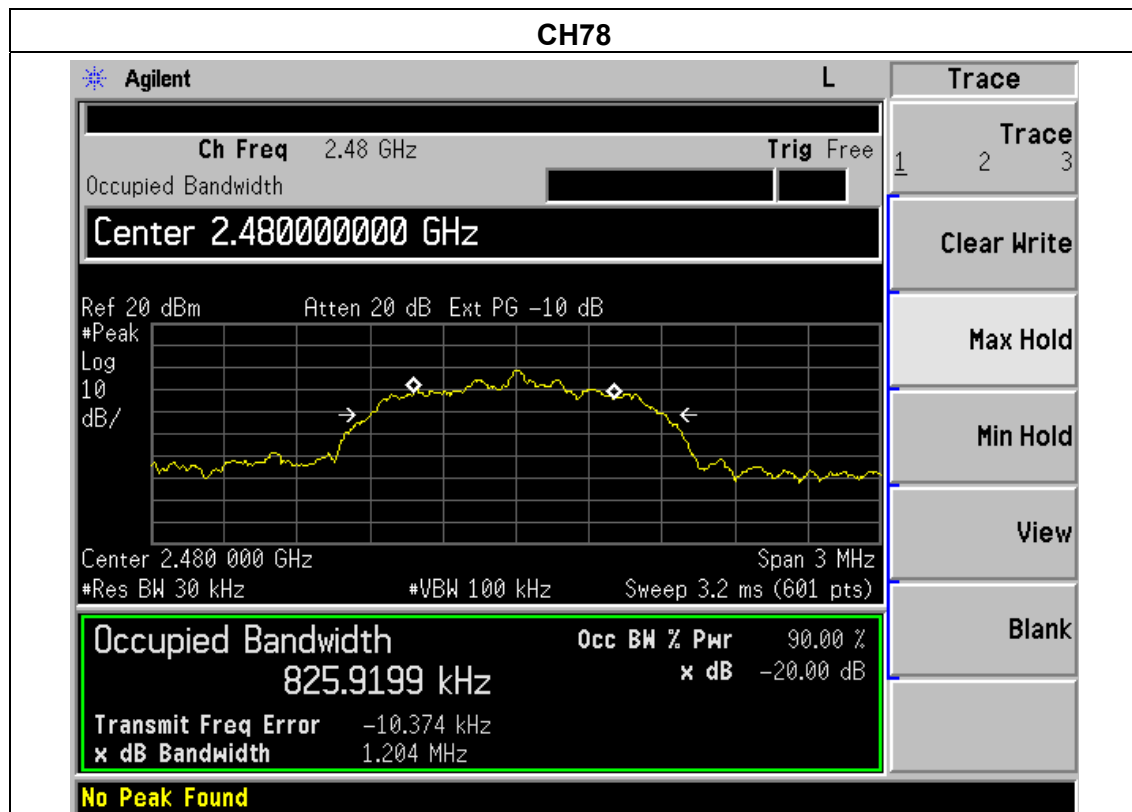 CH78
Agilent L Trace
Ch Freq 2.48 GHz Trig Free
Occupied Bandwidth
Trace
1 2 3
Center 2.480000000 GHz
Clear Write
Ref 20 dBm Atten 20 dB Ext PG -10 dB
#Peak
Log
10
dB/
Max Hold
Min Hold
View
Center 2.480 000 GHz Span 3 MHz
#Res BW 30 kHz #VBW 100 kHz Sweep 3.2 ms (601 pts)
Blank
Occupied Bandwidth Occ BW % Pwr 90.00 %
825.9199 kHz x dB -20.00 dB
Transmit Freq Error -10.374 kHz
x dB Bandwidth 1.204 MHz
No Peak Found